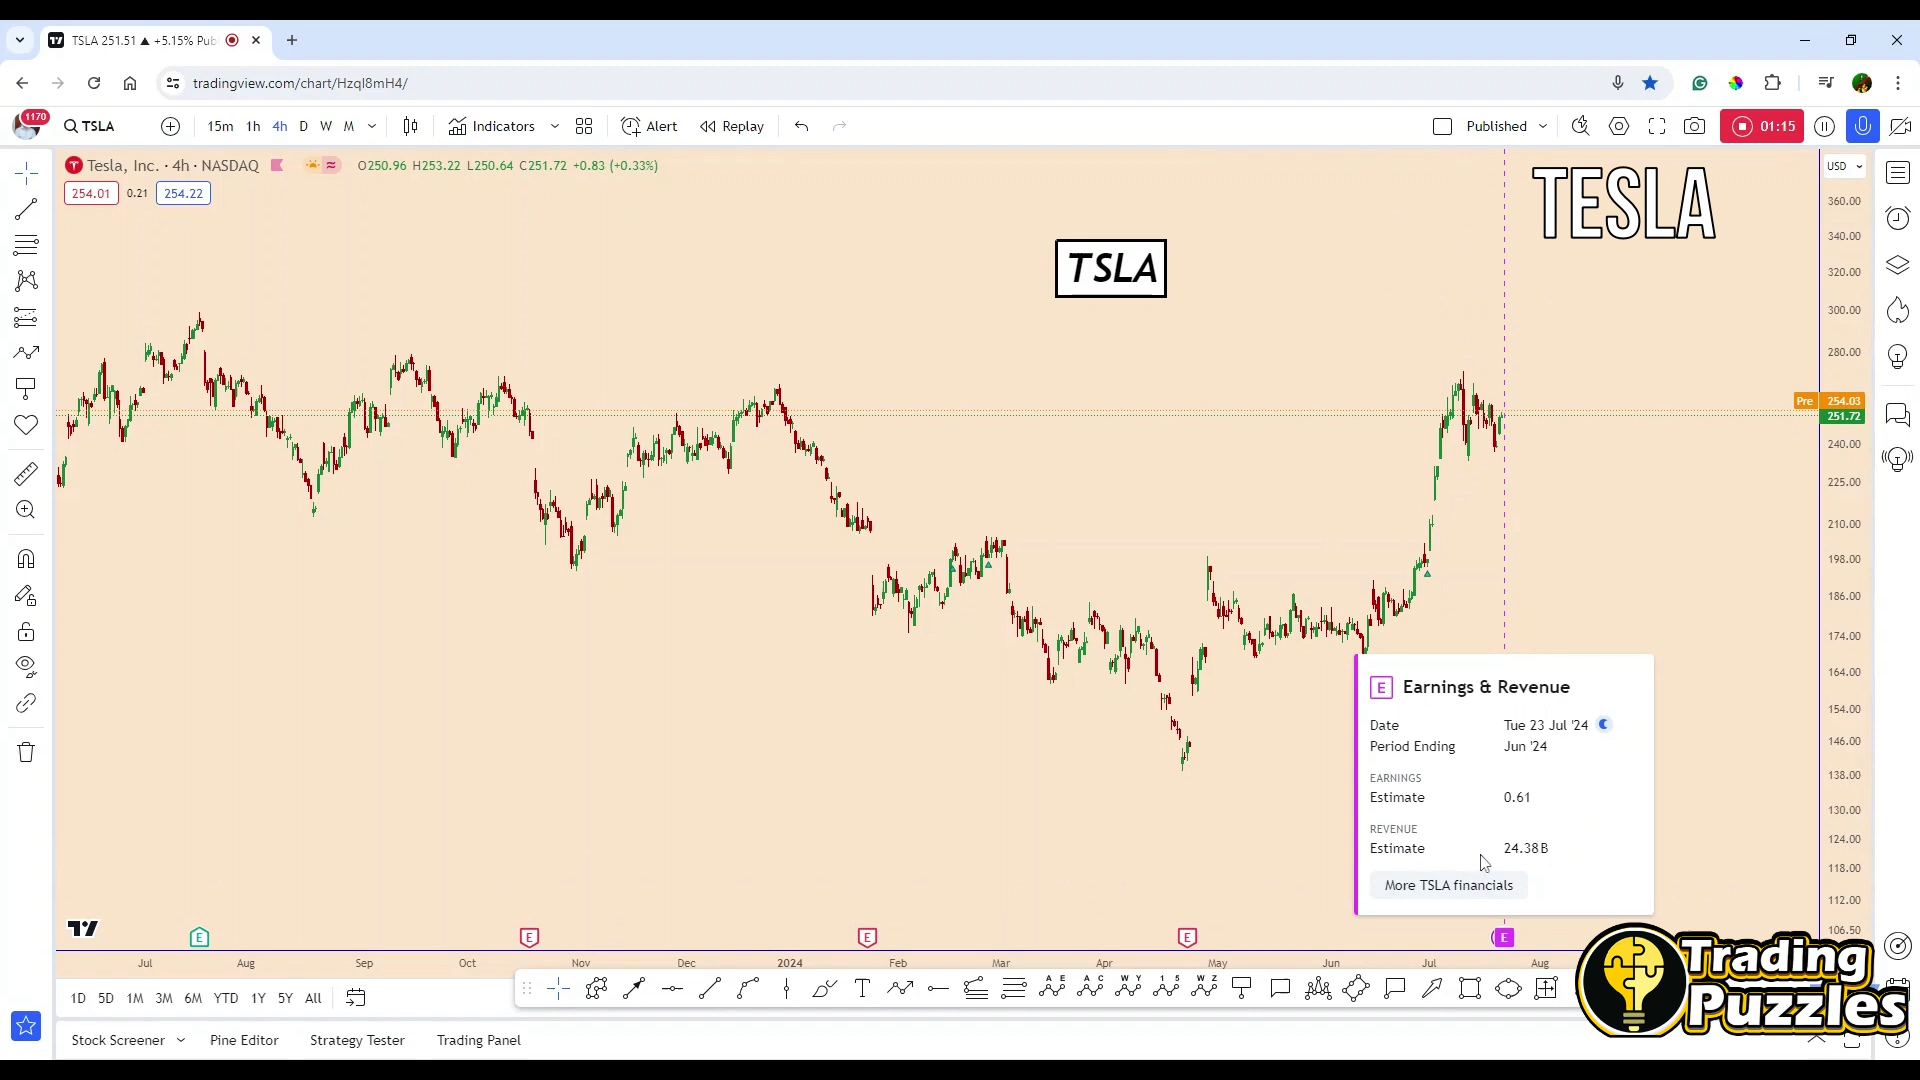 TSLA 251.51 ▲ +5.15% Pub
tradingview.com/chart/HzqI8mH4/
1170
TSLA 15m 1h 4h D W M Indicators Alert Replay Published 01:15
Tesla, Inc. · 4h · NASDAQ O250.96 H253.22 L250.64 C251.72 +0.83 (+0.33%) USD
254.01 0.21 254.22
TESLA
TSLA
360.00
340.00
320.00
300.00
280.00
Pre 254.03
251.72
240.00
225.00
210.00
198.00
186.00
174.00
164.00
154.00
146.00
138.00
130.00
124.00
118.00
112.00
106.50
E Earnings & Revenue
Date Tue 23 Jul '24
Period Ending Jun '24
EARNINGS
Estimate 0.61
REVENUE
Estimate 24.38B
More TSLA financials
E E E E E
Jul Aug Sep Oct Nov Dec 2024 Feb Mar Apr May Jun Jul Aug
1D 5D 1M 3M 6M YTD 1Y 5Y All
Trading
Puzzles
Stock Screener Pine Editor Strategy Tester Trading Panel